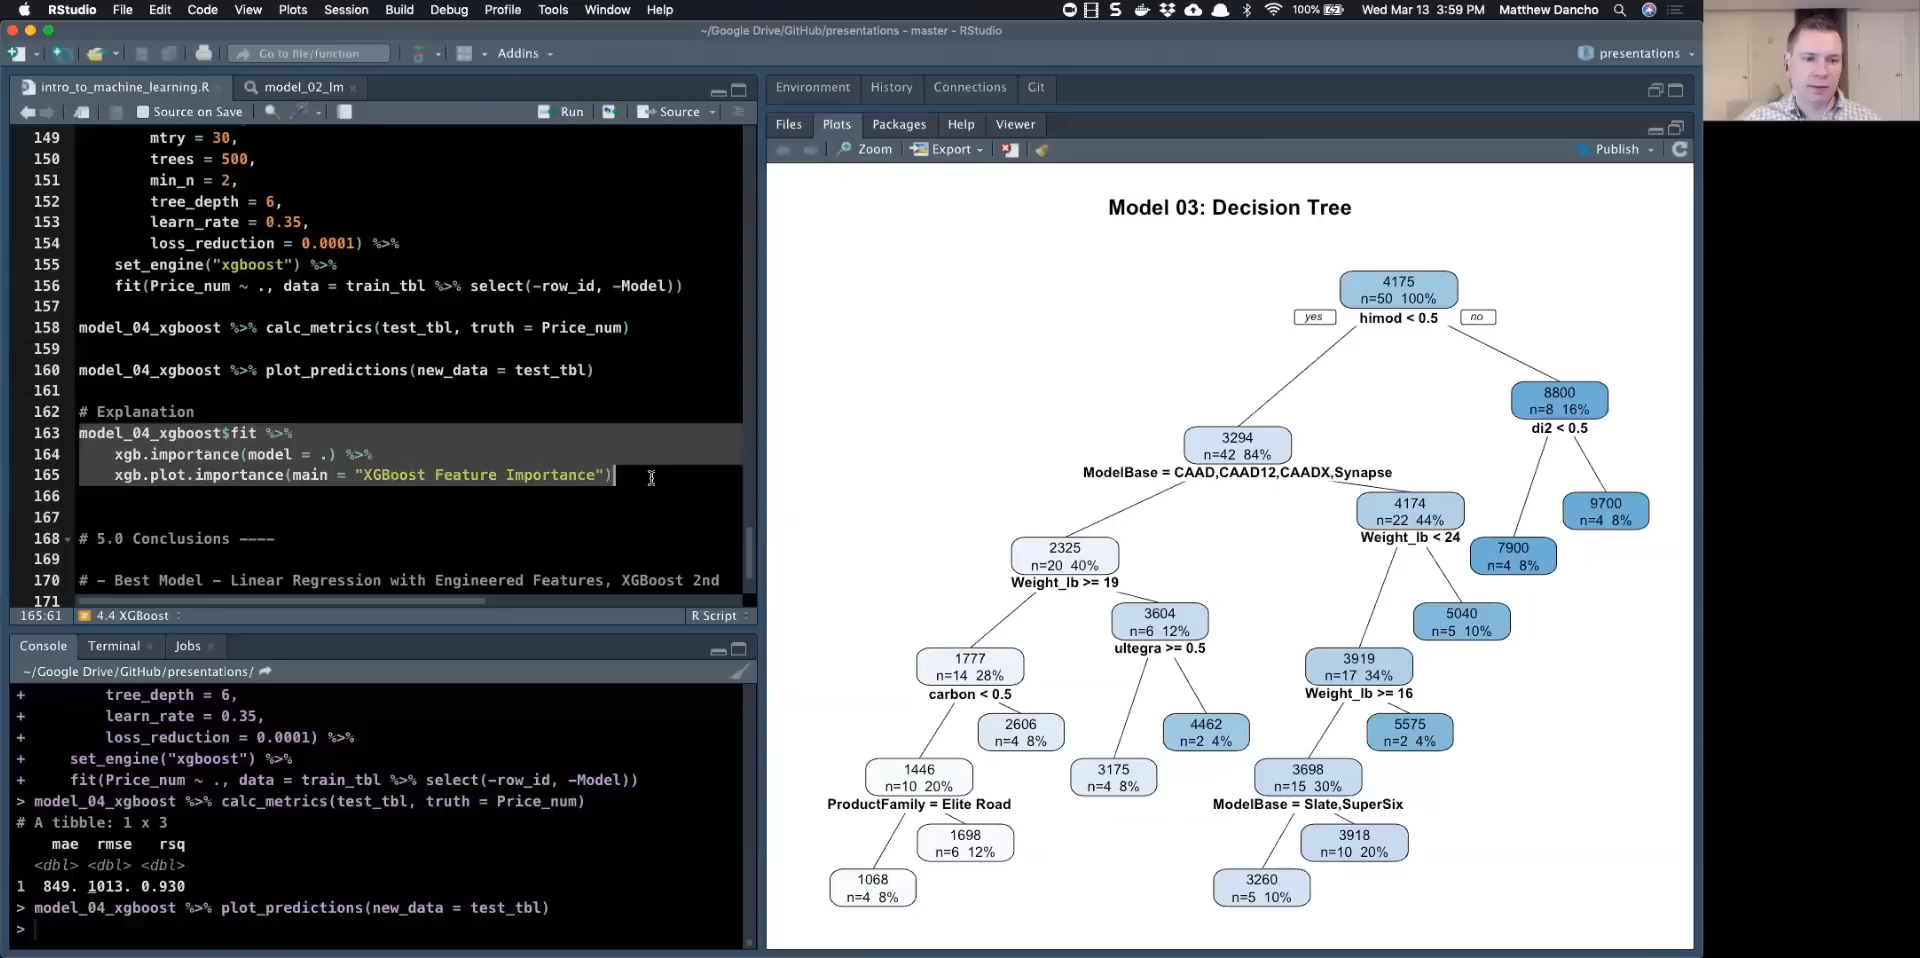 RStudio File Edit Code View Plots Session Build Debug Profile Tools Window Help 100% Wed Mar 13 3:59 PM Matthew Dancho
~/Google Drive/GitHub/presentations - master - RStudio
Go to file/function Addins presentations
intro_to_machine_learning.R model_02_lm
Source on Save Run Source
149 mtry = 30,
150 trees = 500,
151 min_n = 2,
152 tree_depth = 6,
153 learn_rate = 0.35,
154 loss_reduction = 0.0001) %>%
155 set_engine("xgboost") %>%
156 fit(Price_num ~ ., data = train_tbl %>% select(-row_id, -Model))
157
158 model_04_xgboost %>% calc_metrics(test_tbl, truth = Price_num)
159
160 model_04_xgboost %>% plot_predictions(new_data = test_tbl)
161
162 # Explanation
163 model_04_xgboost$fit %>%
164 xgb.importance(model = .) %>%
165 xgb.plot.importance(main = "XGBoost Feature Importance")
166
167
168 # 5.0 Conclusions ----
169
170 # - Best Model - Linear Regression with Engineered Features, XGBoost 2nd
171
165:61 4.4 XGBoost R Script
Console Terminal Jobs
~/Google Drive/GitHub/presentations/
+ tree_depth = 6,
+ learn_rate = 0.35,
+ loss_reduction = 0.0001) %>%
+ set_engine("xgboost") %>%
+ fit(Price_num ~ ., data = train_tbl %>% select(-row_id, -Model))
> model_04_xgboost %>% calc_metrics(test_tbl, truth = Price_num)
# A tibble: 1 x 3
mae rmse rsq
<dbl> <dbl> <dbl>
1 849. 1013. 0.930
> model_04_xgboost %>% plot_predictions(new_data = test_tbl)
>
Environment History Connections Git
Files Plots Packages Help Viewer
Zoom Export Publish
Model 03: Decision Tree
4175
n=50 100%
yes himod < 0.5 no
8800
n=8 16%
di2 < 0.5
3294
n=42 84%
ModelBase = CAAD,CAAD12,CAADX,Synapse
4174
n=22 44%
Weight_lb < 24
9700
n=4 8%
7900
n=4 8%
2325
n=20 40%
Weight_lb >= 19
3604
n=6 12%
ultegra >= 0.5
5040
n=5 10%
1777
n=14 28%
carbon < 0.5
3919
n=17 34%
Weight_lb >= 16
2606
n=4 8%
4462
n=2 4%
5575
n=2 4%
1446
n=10 20%
ProductFamily = Elite Road
3175
n=4 8%
3698
n=15 30%
ModelBase = Slate,SuperSix
1698
n=6 12%
3918
n=10 20%
1068
n=4 8%
3260
n=5 10%